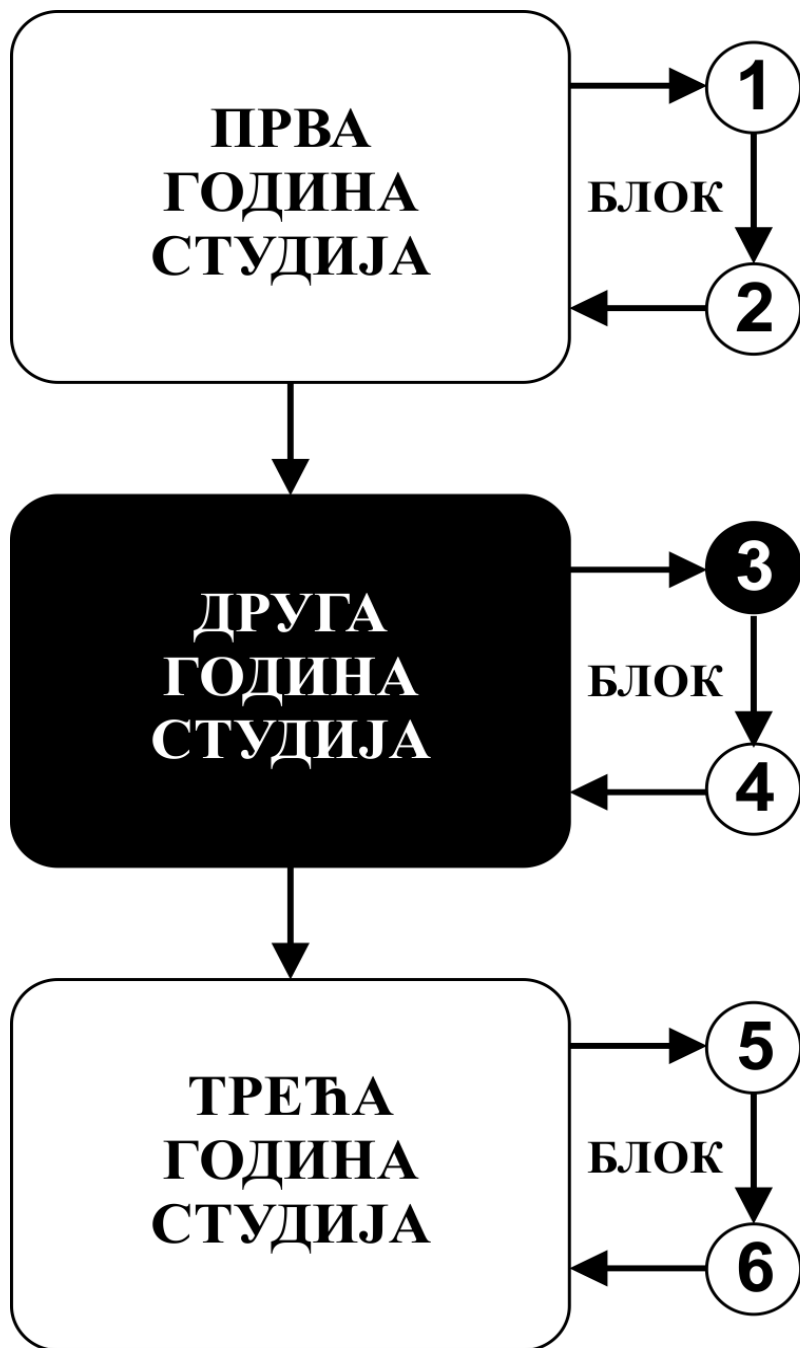 ПРВА
ГОДИНА
СТУДИЈА
1
БЛОК
2
ДРУГА
ГОДИНА
СТУДИЈА
3
БЛОК
4
ТРЕЋА
ГОДИНА
СТУДИЈА
5
БЛОК
6